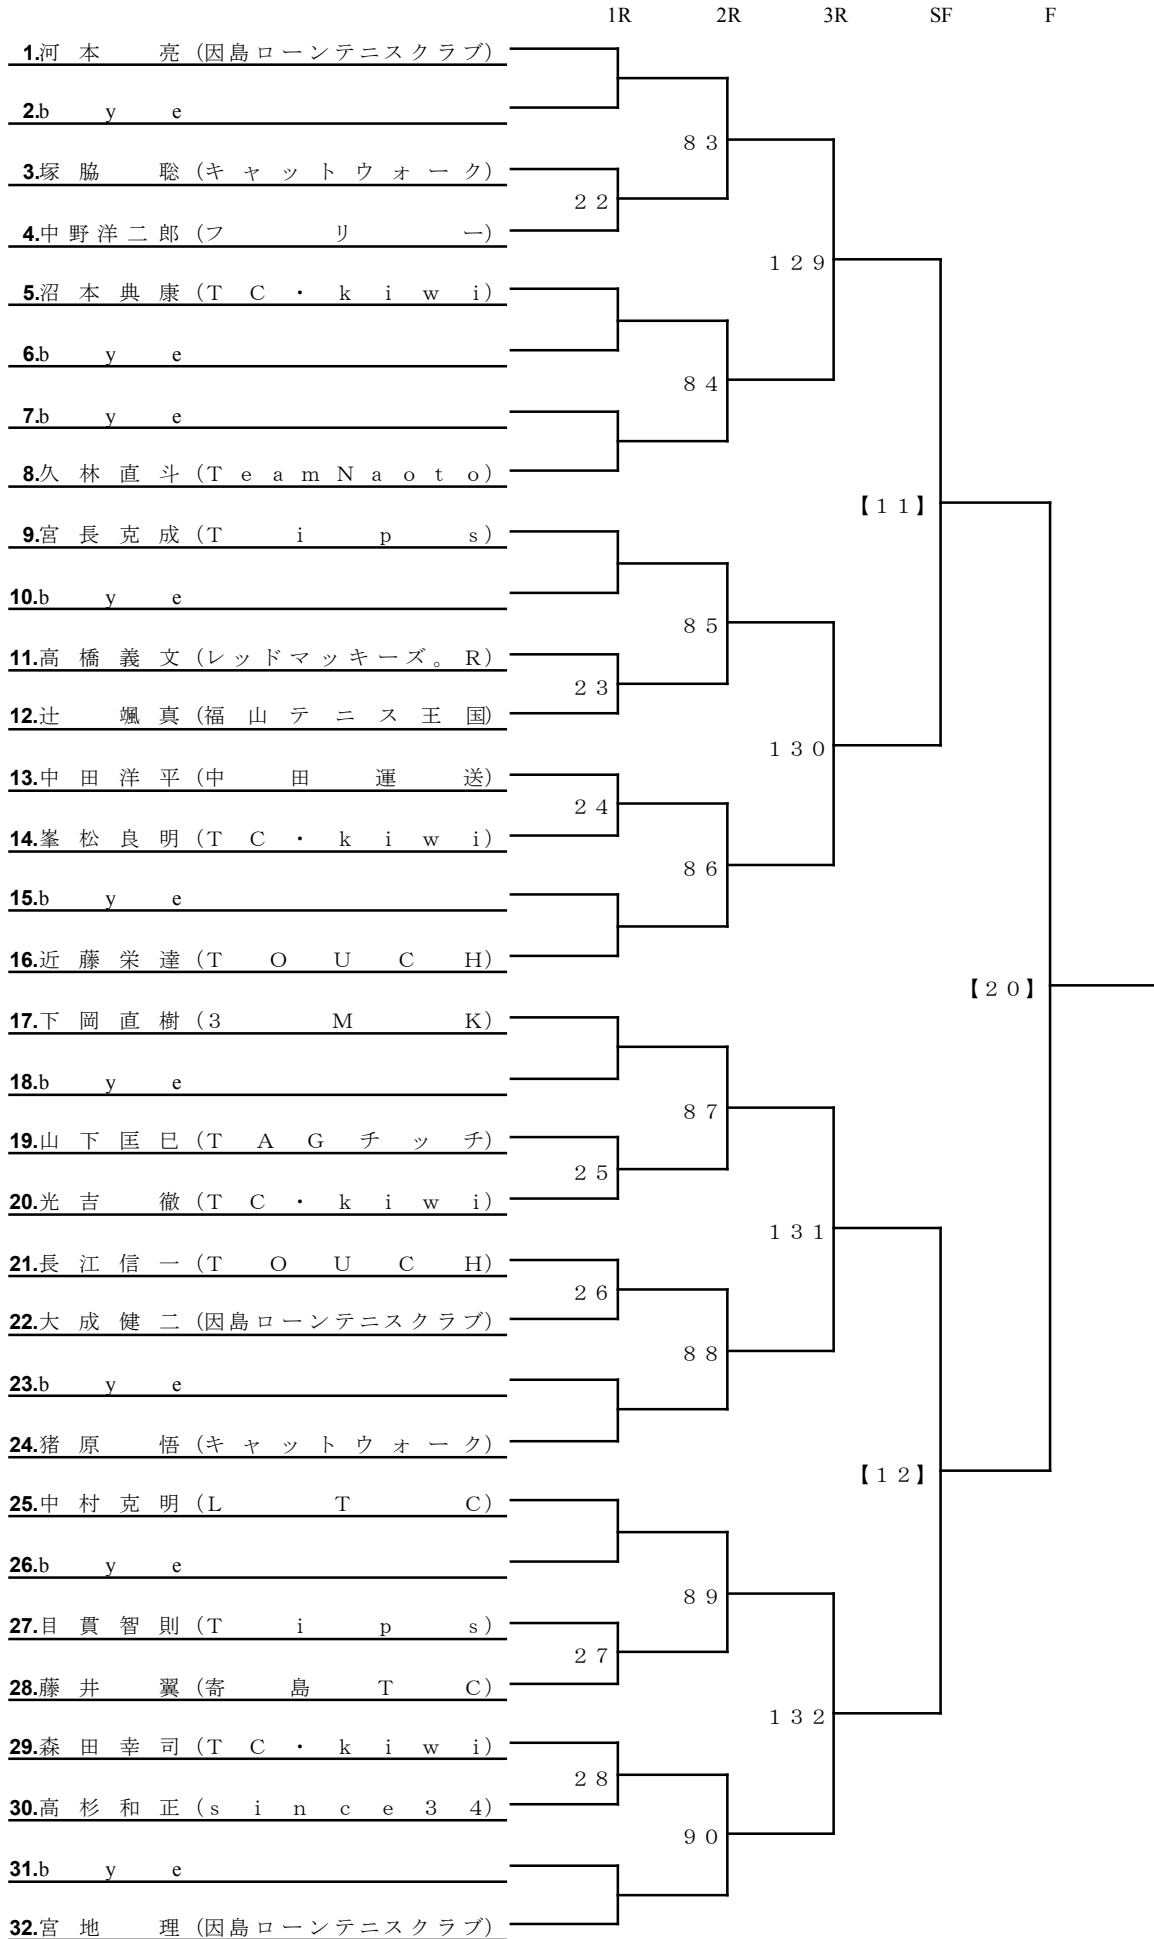 1R 2R 3R SF F
1.河本 亮(因島ローンテニスクラブ)
2.bye
83
3.塚脇 聡(キャットウォーク)
22
4.中野洋二郎(フリー)
129
5.沼本典康(TC・kiwi)
6.bye
84
7.bye
8.久林直斗(TeamNaoto)
【11】
9.宮長克成(Tips)
10.bye
85
11.高橋義文(レッドマッキーズ。R)
23
12.辻 颯真(福山テニス王国)
130
13.中田洋平(中田運送)
24
14.峯松良明(TC・kiwi)
86
15.bye
16.近藤栄達(TOUCH)
【20】
17.下岡直樹(3MK)
18.bye
87
19.山下匡巳(TAGチッチ)
25
20.光吉 徹(TC・kiwi)
131
21.長江信一(TOUCH)
26
22.大成健二(因島ローンテニスクラブ)
88
23.bye
24.猪原 悟(キャットウォーク)
【12】
25.中村克明(LTC)
26.bye
89
27.目貫智則(Tips)
27
28.藤井 翼(寄島TC)
132
29.森田幸司(TC・kiwi)
28
30.高杉和正(since34)
90
31.bye
32.宮地 理(因島ローンテニスクラブ)